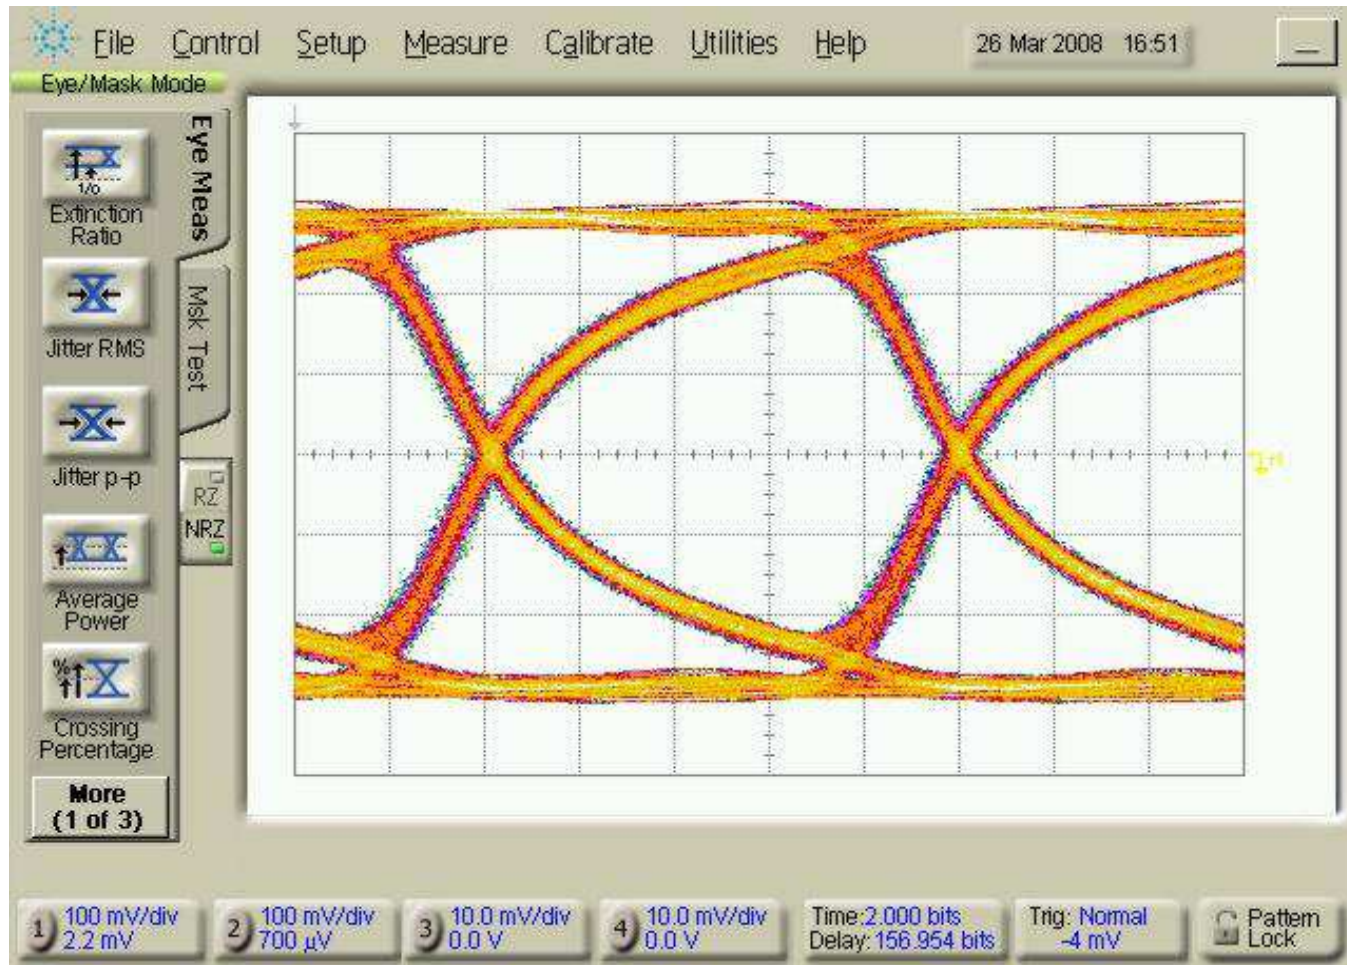 File Control Setup Measure Calibrate Utilities Help 26 Mar 2008 16:51
Eye/Mask Mode
Eye Meas
Msk Test
1/0
Extinction
Ratio
Jitter RMS
Jitter p-p
RZ
NRZ
Average
Power
%
Crossing
Percentage
More
(1 of 3)
1 100 mV/div
2.2 mV
2 100 mV/div
700 µV
3 10.0 mV/div
0.0 V
4 10.0 mV/div
0.0 V
Time:2.000 bits
Delay:156.954 bits
Trig: Normal
-4 mV
Pattern
Lock